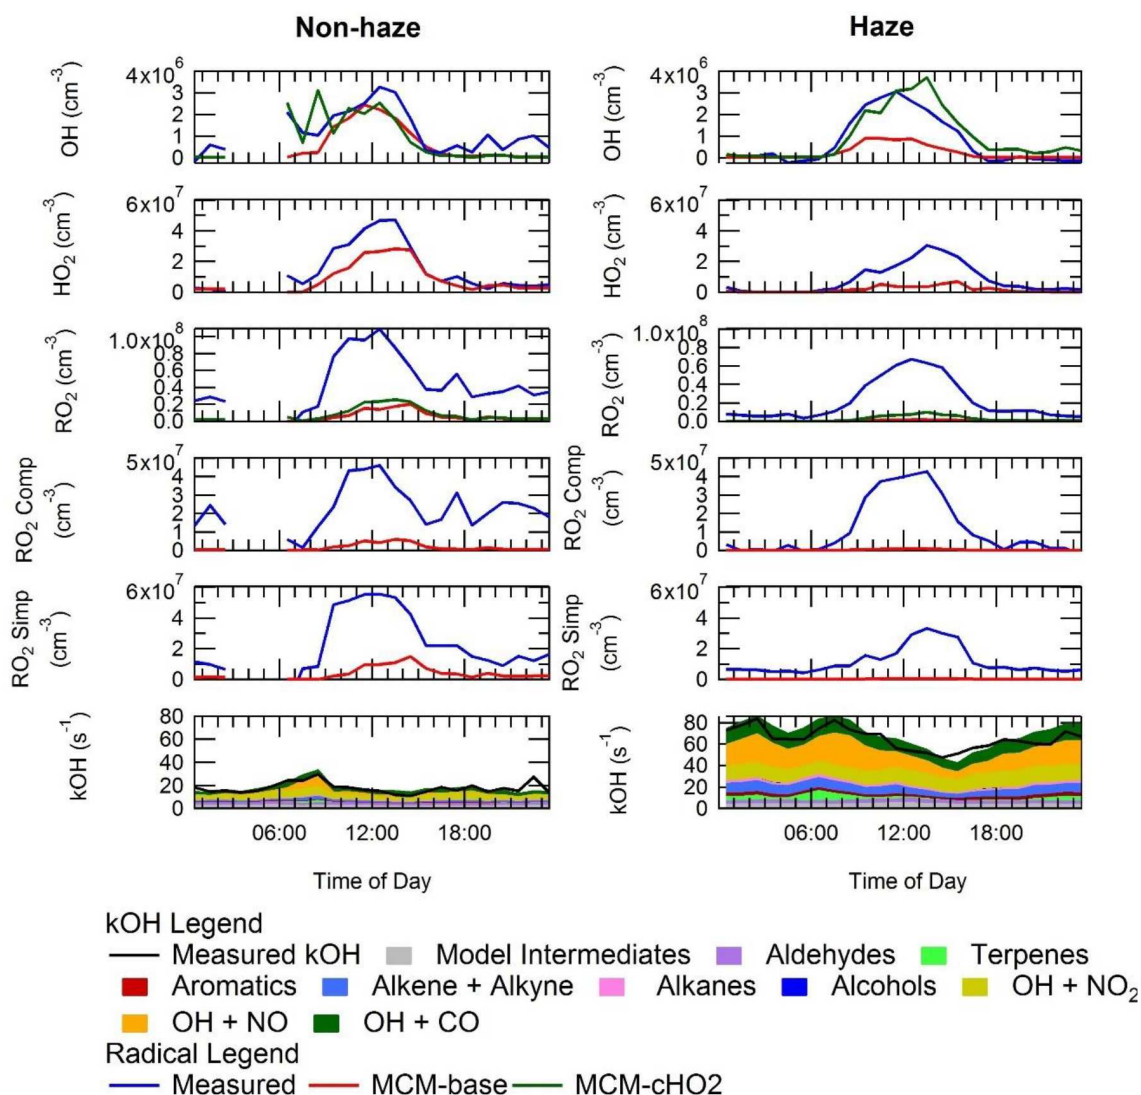 Non-haze
Haze
OH (cm⁻³)
4x10⁶
3
2
1
0
OH (cm⁻³)
4x10⁶
3
2
1
0
HO₂ (cm⁻³)
6x10⁷
4
2
0
HO₂ (cm⁻³)
6x10⁷
4
2
0
RO₂ (cm⁻³)
1.0x10⁸
0.8
0.6
0.4
0.2
0.0
RO₂ (cm⁻³)
1.0x10⁸
0.8
0.6
0.4
0.2
0.0
RO₂ Comp
(cm⁻³)
5x10⁷
4
3
2
1
0
RO₂ Comp
(cm⁻³)
5x10⁷
4
3
2
1
0
RO₂ Simp
(cm⁻³)
6x10⁷
4
2
0
RO₂ Simp
(cm⁻³)
6x10⁷
4
2
0
kOH (s⁻¹)
80
60
40
20
0
kOH (s⁻¹)
80
60
40
20
0
06:00 12:00 18:00
06:00 12:00 18:00
Time of Day
Time of Day
kOH Legend
Measured kOH Model Intermediates Aldehydes Terpenes
Aromatics Alkene + Alkyne Alkanes Alcohols OH + NO₂
OH + NO OH + CO
Radical Legend
Measured MCM-base MCM-cHO2